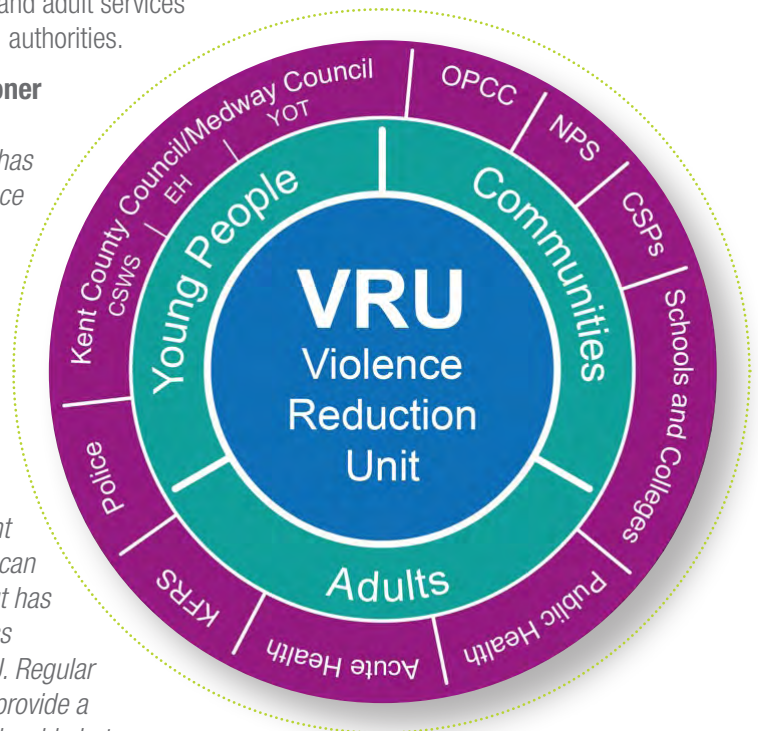 and adult services
authorities.
oner
has
ce
nt
can
t has
s
. Regular
provide a
Kent County Council/Medway Council
CSWS
EH
YOT
OPCC
NPS
CSPs
Schools and Colleges
Public Health
Acute Health
KFRS
Police
Young People
Communities
Adults
VRU
Violence
Reduction
Unit